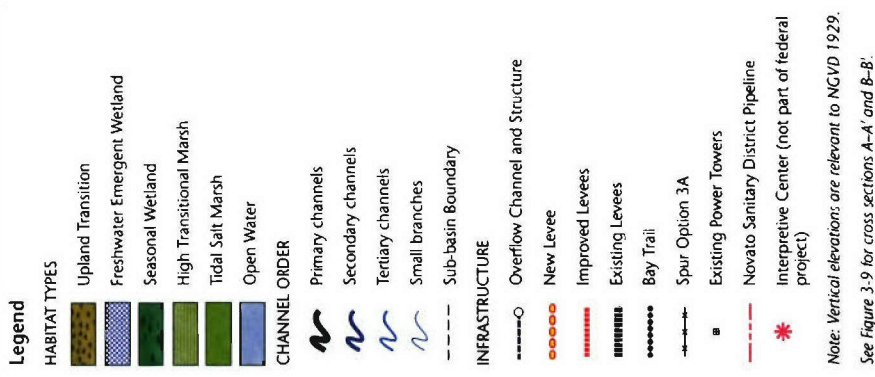 Legend
HABITAT TYPES
Upland Transition
Freshwater Emergent Wetland
Seasonal Wetland
High Transitional Marsh
Tidal Salt Marsh
Open Water
CHANNEL ORDER
Primary channels
Secondary channels
Tertiary channels
Small branches
Sub-basin Boundary
INFRASTRUCTURE
Overflow Channel and Structure
New Levee
Improved Levees
Existing Levees
Bay Trail
Spur Option 3A
Existing Power Towers
Novato Sanitary District Pipeline
Interpretive Center (not part of federal
project)
Note: Vertical elevations are relevant to NGVD 1929.
See Figure 3-9 for cross sections A–A' and B–B'.